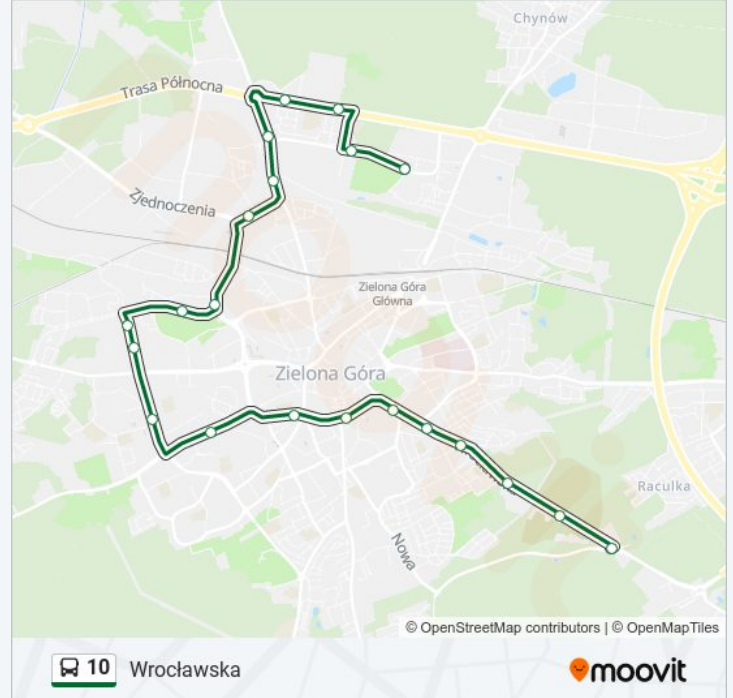 Chynów
Trasa Północna
Zjednoczenia
Zielona Góra
Główna
Zielona Góra
Raculka
Nowa
© OpenStreetMap contributors | © OpenMapTiles
10 Wrocławska
moovit